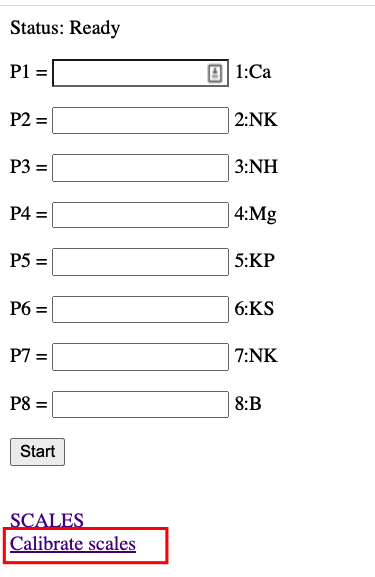 Status: Ready
P1 = 1:Ca
P2 = 2:NK
P3 = 3:NH
P4 = 4:Mg
P5 = 5:KP
P6 = 6:KS
P7 = 7:NK
P8 = 8:B
Start
SCALES
Calibrate scales